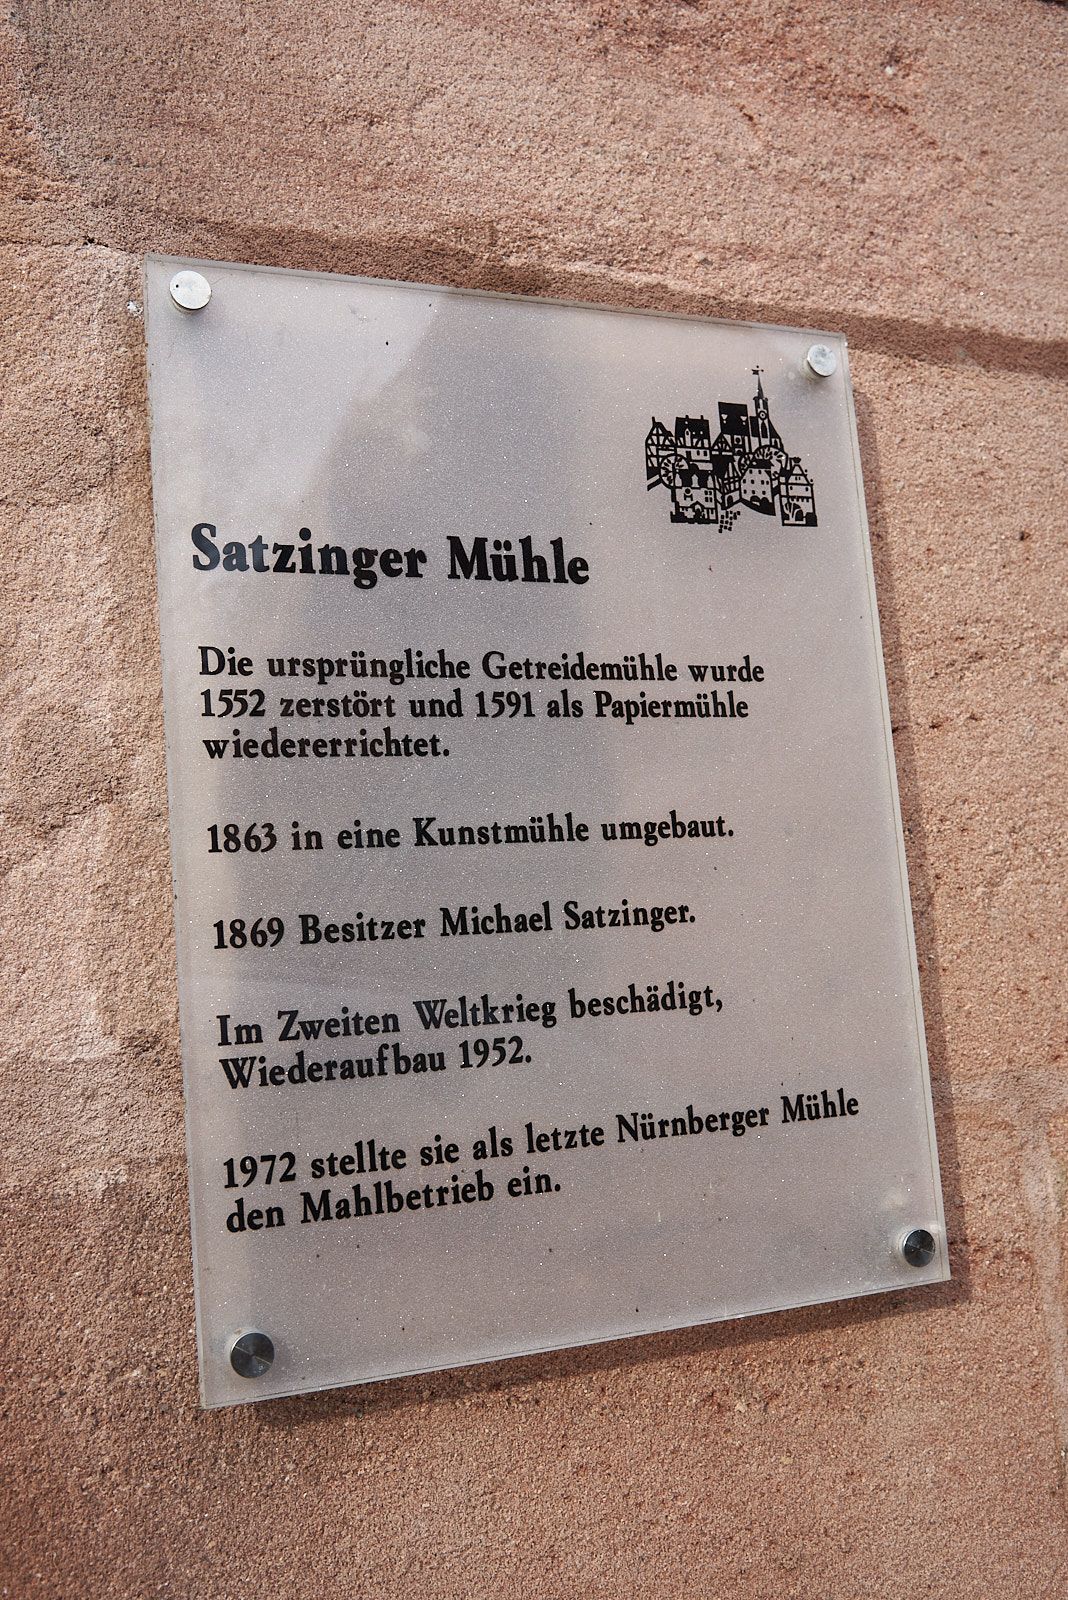 Satzinger Mühle
Die ursprüngliche Getreidemühle wurde
1552 zerstört und 1591 als Papiermühle
wiedererrichtet.
1863 in eine Kunstmühle umgebaut.
1869 Besitzer Michael Satzinger.
Im Zweiten Weltkrieg beschädigt,
Wiederaufbau 1952.
1972 stellte sie als letzte Nürnberger Mühle
den Mahlbetrieb ein.